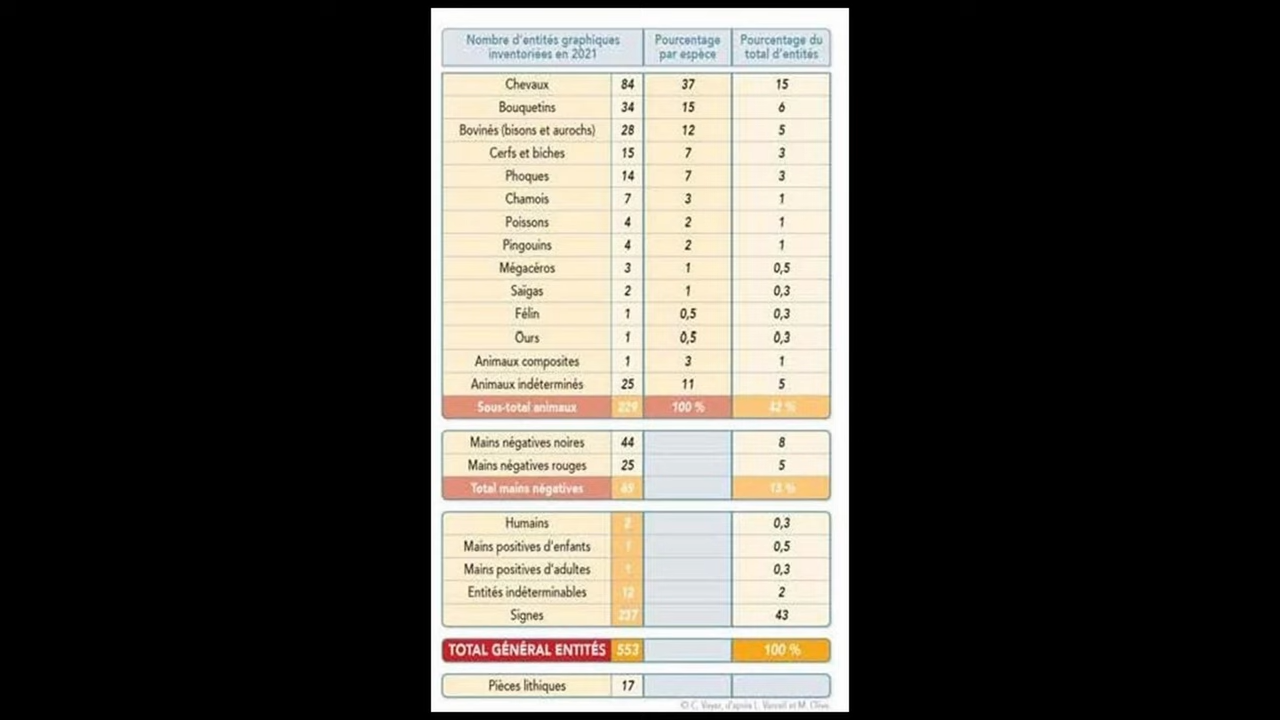 Nombre d'entités graphiques inventoriées en 2021 Pourcentage par espèce Pourcentage du total d'entités
Chevaux 84 37 15
Bouquetins 34 15 6
Bovinés (bisons et aurochs) 28 12 5
Cerfs et biches 15 7 3
Phoques 14 7 3
Chamois 7 3 1
Poissons 4 2 1
Pingouins 4 2 1
Mégacéros 3 1 0,5
Saïgas 2 1 0,3
Félin 1 0,5 0,3
Ours 1 0,5 0,3
Animaux composites 1 3 1
Animaux indéterminés 25 11 5
Sous-total animaux 229 100 % 42 %
Mains négatives noires 44 8
Mains négatives rouges 25 5
Total mains négatives 69 13 %
Humains 2 0,3
Mains positives d'enfants 1 0,5
Mains positives d'adultes 1 0,3
Entités indéterminables 12 2
Signes 237 43
TOTAL GÉNÉRAL ENTITÉS 553 100 %
Pièces lithiques 17
© C. d'après L. et M.